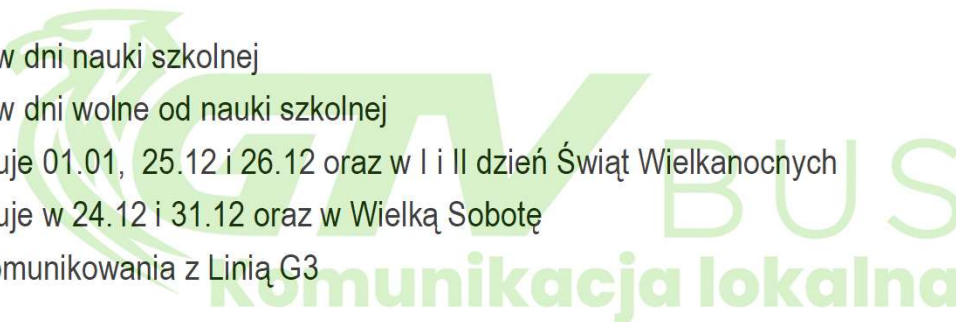 w dni nauki szkolnej
w dni wolne od nauki szkolnej
uje 01.01, 25.12 i 26.12 oraz w I i II dzień Świąt Wielkanocnych
uje w 24.12 i 31.12 oraz w Wielką Sobotę
omunikowania z Linią G3
GTV BUS
Komunikacja lokalna